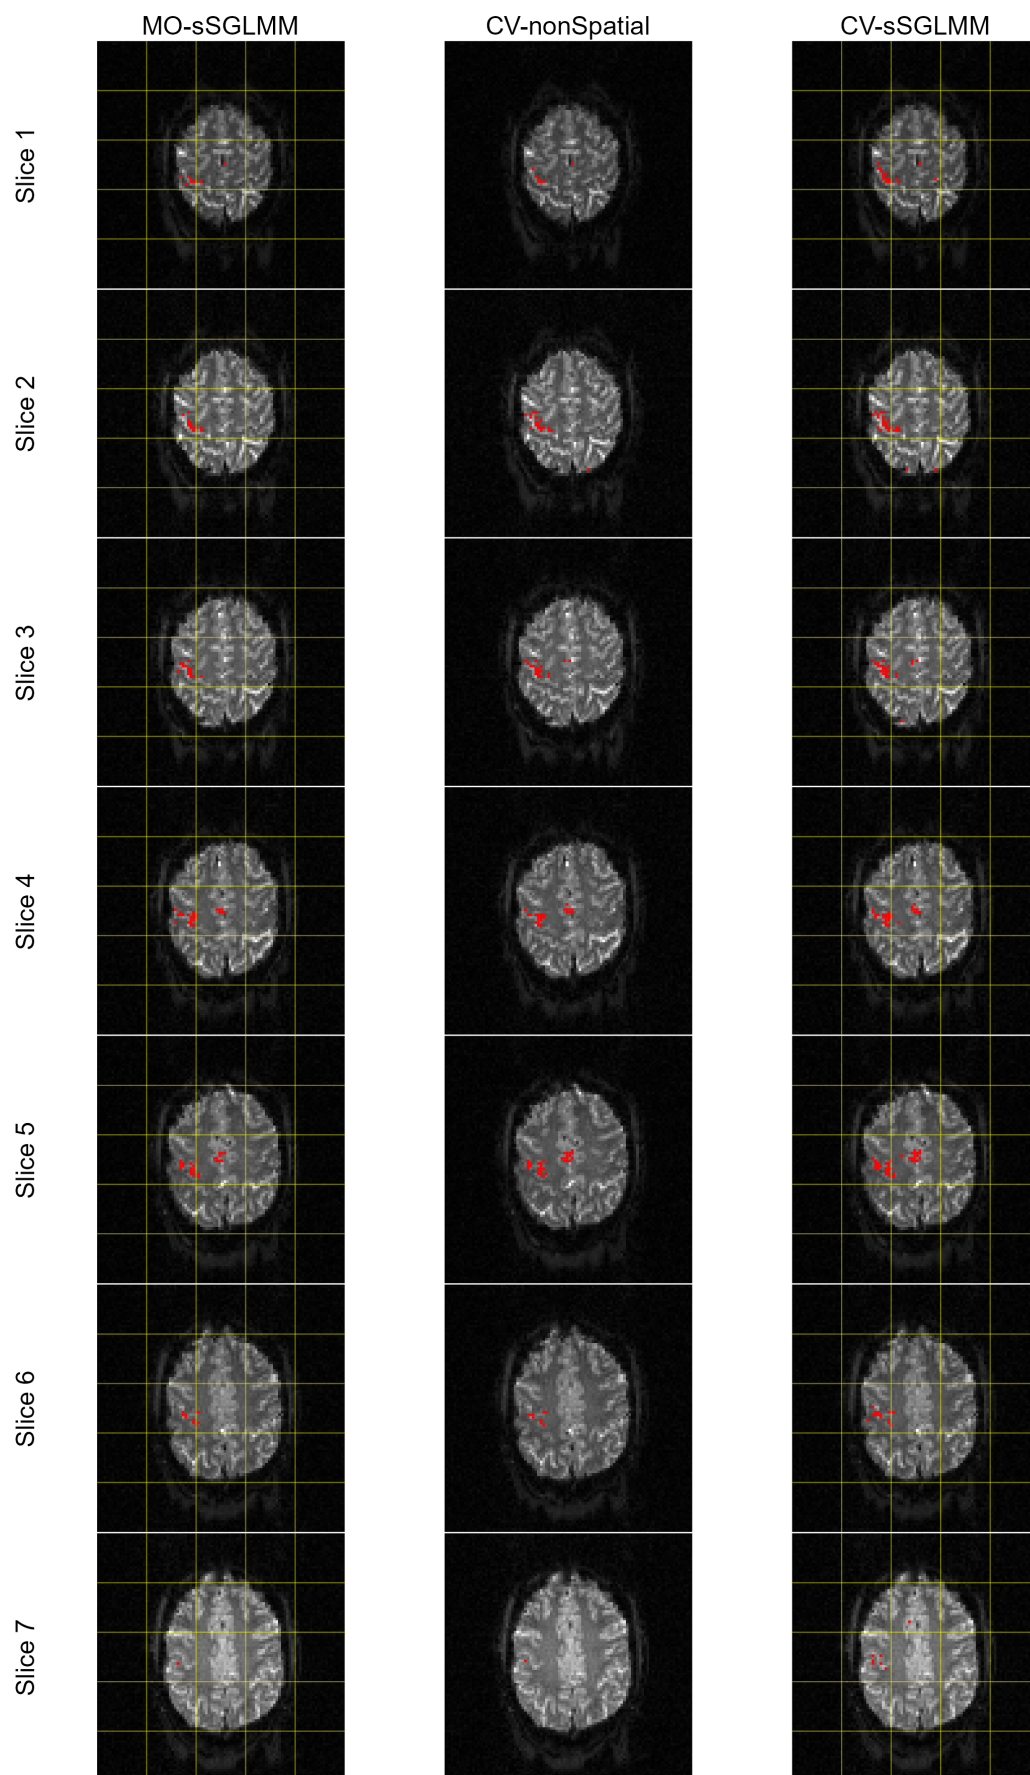 MO-sSGLMM CV-nonSpatial CV-sSGLMM
Slice 1
Slice 2
Slice 3
Slice 4
Slice 5
Slice 6
Slice 7